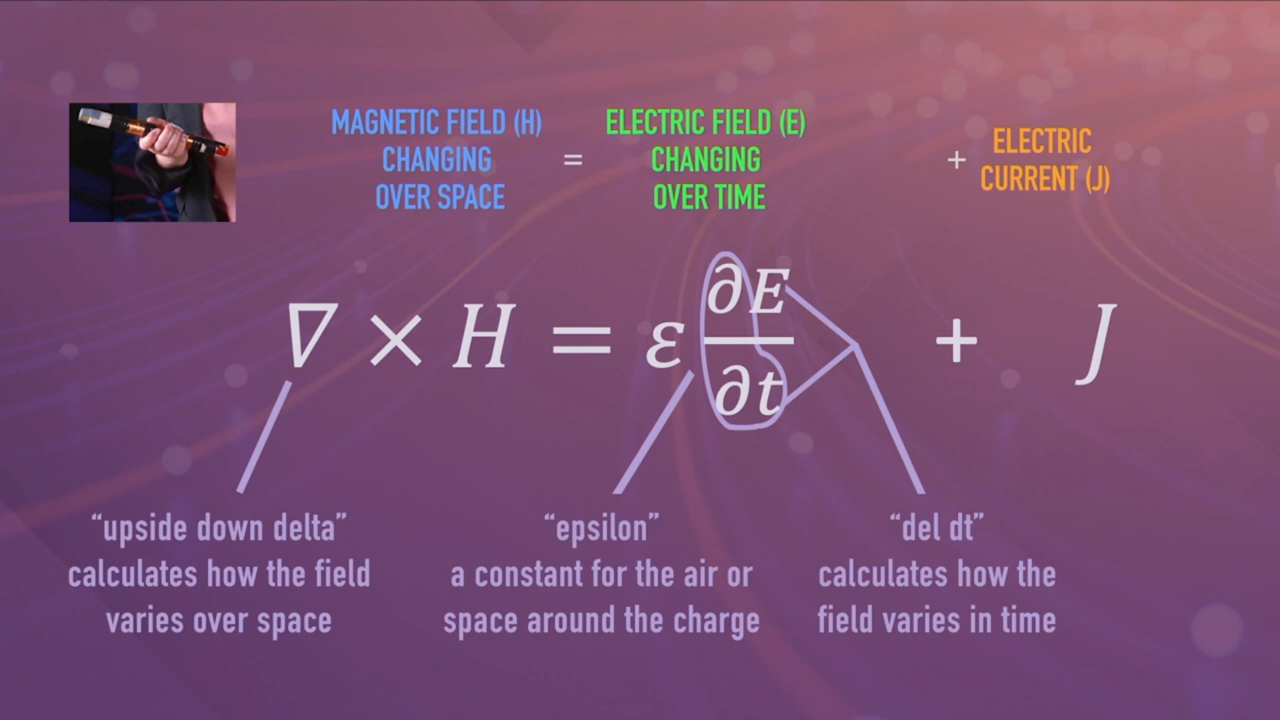 MAGNETIC FIELD (H)
CHANGING
OVER SPACE
=
ELECTRIC FIELD (E)
CHANGING
OVER TIME
+
ELECTRIC
CURRENT (J)
∇ × H = ε ∂E/∂t + J
“upside down delta”
calculates how the field
varies over space
“epsilon”
a constant for the air or
space around the charge
“del dt”
calculates how the
field varies in time